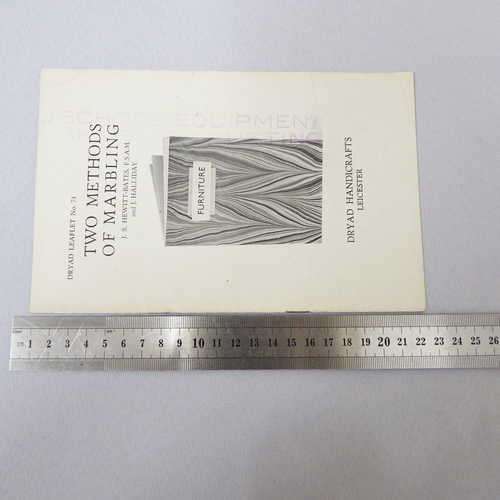 DRYAD LEAFLET No. 71
TWO METHODS
OF MARBLING
J. S. HEWITT-BATES, F.S.A.M.
and J. HALLIDAY
FURNITURE
DRYAD HANDICRAFTS
LEICESTER
SCHOOL EQUIPMENT
1 2 3 4 5 6 7 8 9 10 11 12 13 14 15 16 17 18 19 20 21 22 23 24 25 26